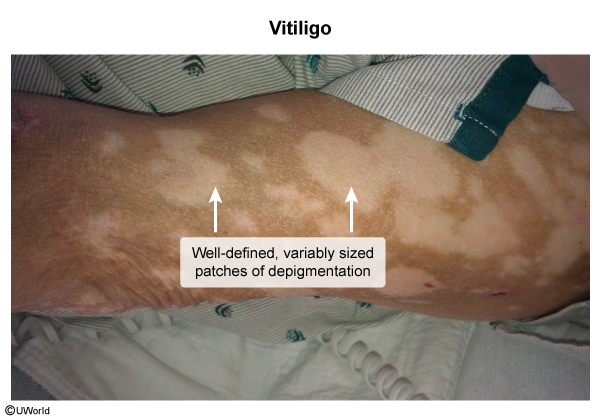 Vitiligo
Well-defined, variably sized
patches of depigmentation
©UWorld